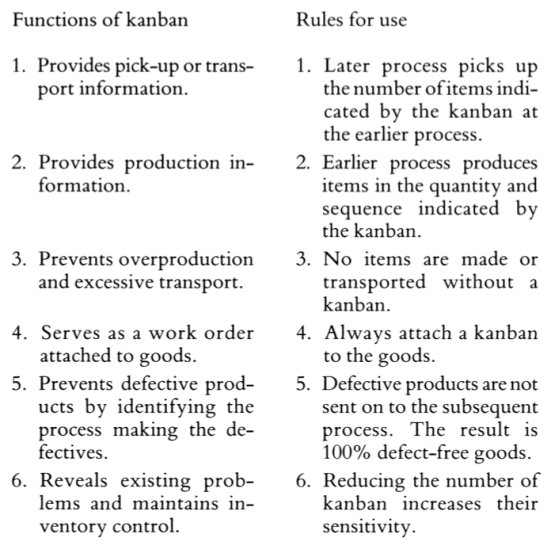 Functions of kanban
1. Provides pick-up or trans-
port information.
2. Provides production in-
formation.
3. Prevents overproduction
and excessive transport.
4. Serves as a work order
attached to goods.
5. Prevents defective prod-
ucts by identifying the
process making the de-
fectives.
6. Reveals existing prob-
lems and maintains in-
ventory control.
Rules for use
1. Later process picks up
the number of items indi-
cated by the kanban at
the earlier process.
2. Earlier process produces
items in the quantity and
sequence indicated by
the kanban.
3. No items are made or
transported without a
kanban.
4. Always attach a kanban
to the goods.
5. Defective products are not
sent on to the subsequent
process. The result is
100% defect-free goods.
6. Reducing the number of
kanban increases their
sensitivity.